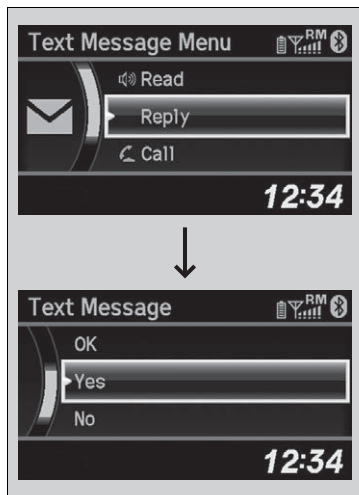 Text Message Menu RM
Read
Reply
Call
12:34
Text Message RM
OK
Yes
No
12:34